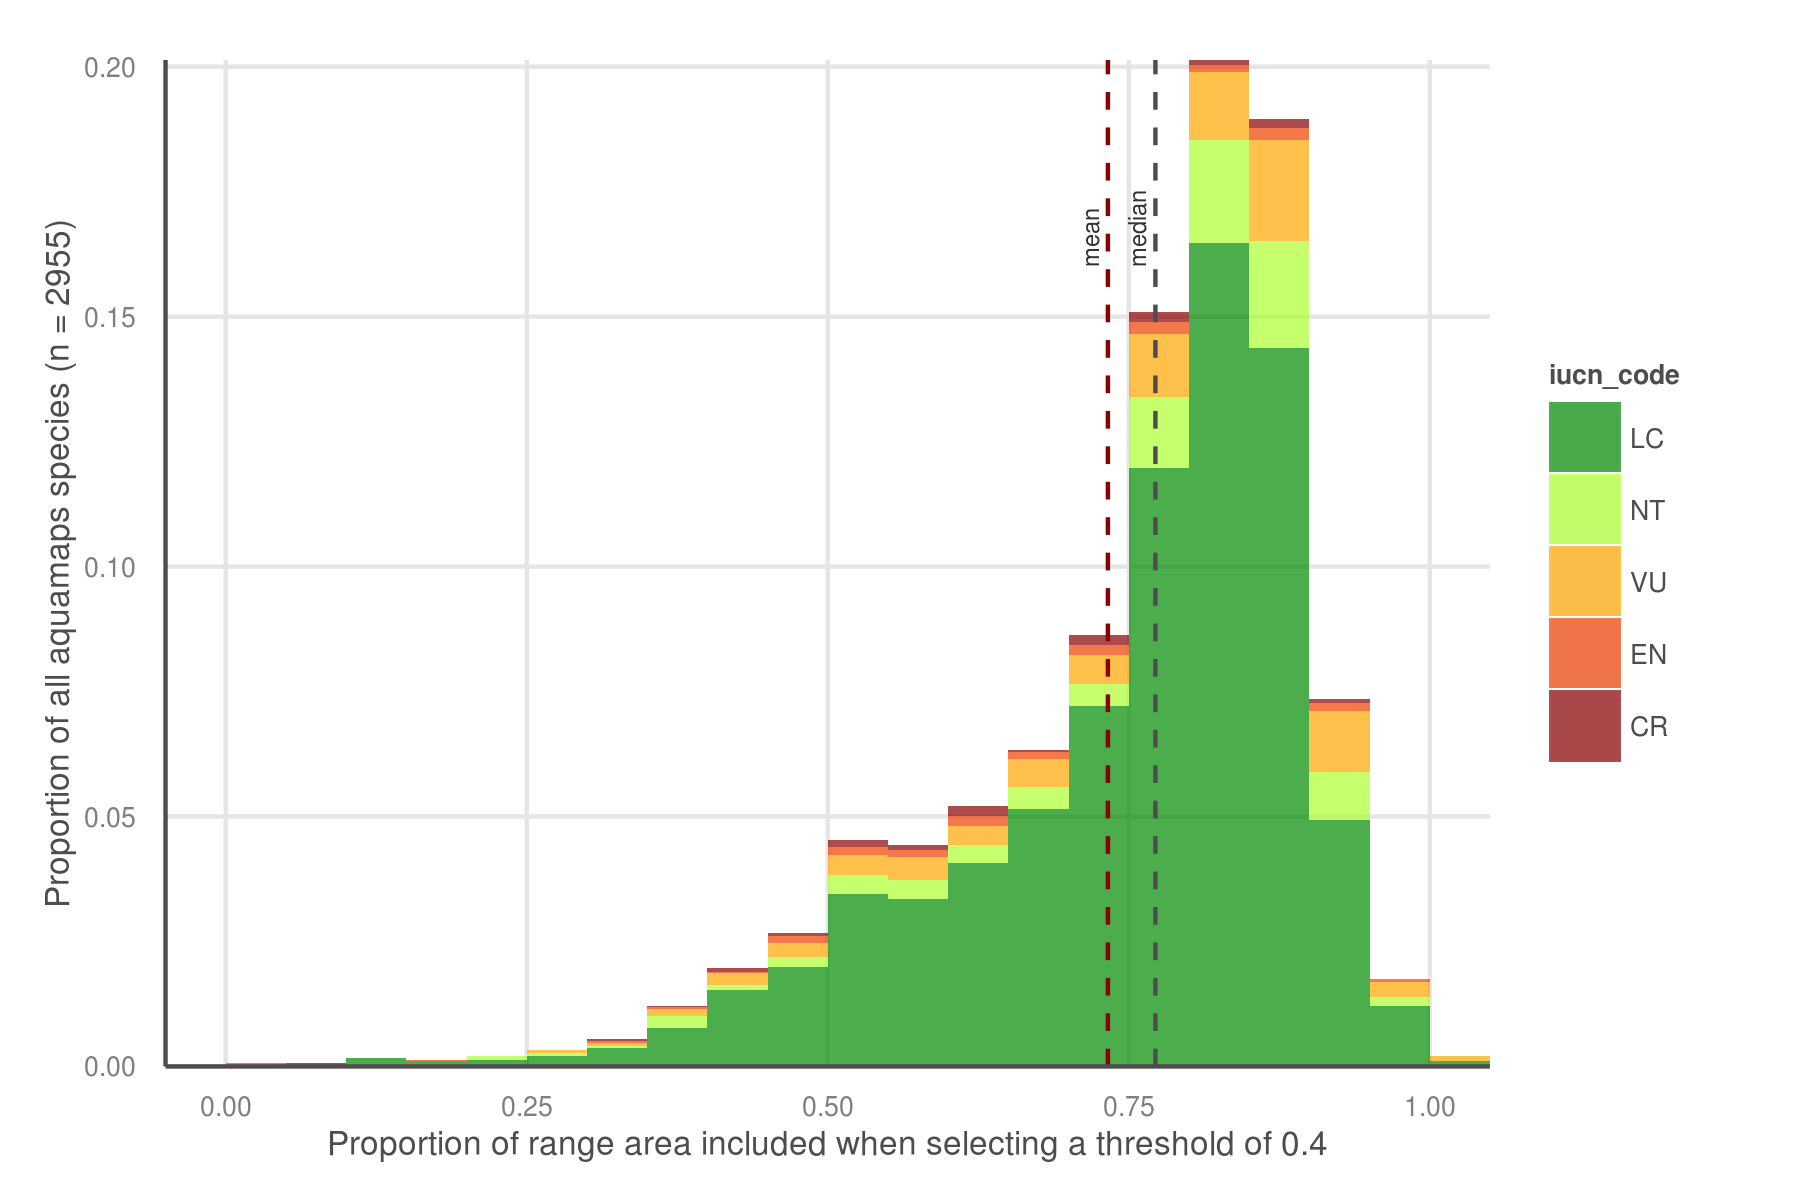 0.20
0.15
0.10
0.05
0.00
Proportion of all aquamaps species (n = 2955)
mean
median
0.00
0.25
0.50
0.75
1.00
Proportion of range area included when selecting a threshold of 0.4
iucn_code
LC
NT
VU
EN
CR